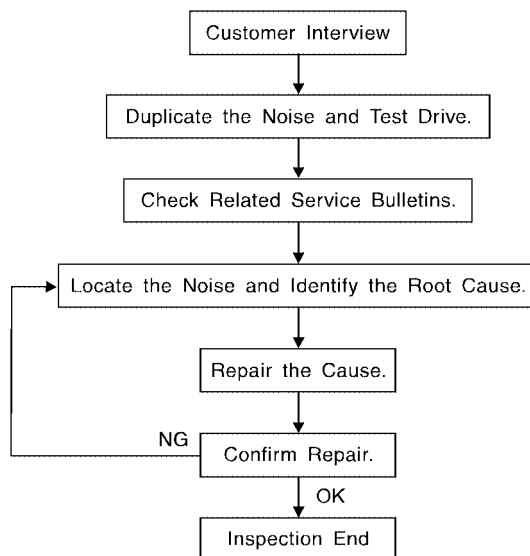 Customer Interview
Duplicate the Noise and Test Drive.
Check Related Service Bulletins.
Locate the Noise and Identify the Root Cause.
Repair the Cause.
NG
Confirm Repair.
OK
Inspection End